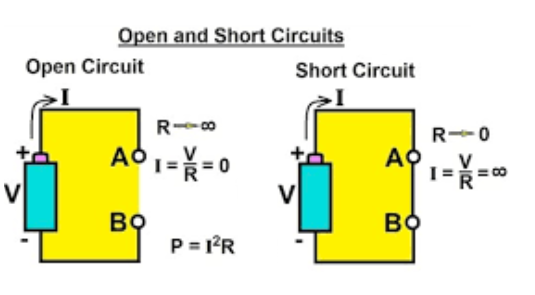 Open and Short Circuits
Open Circuit
I
R→∞
I = V/R = 0
+
A
V
B
-
P = I²R
Short Circuit
I
R→0
I = V/R = ∞
+
A
V
B
-